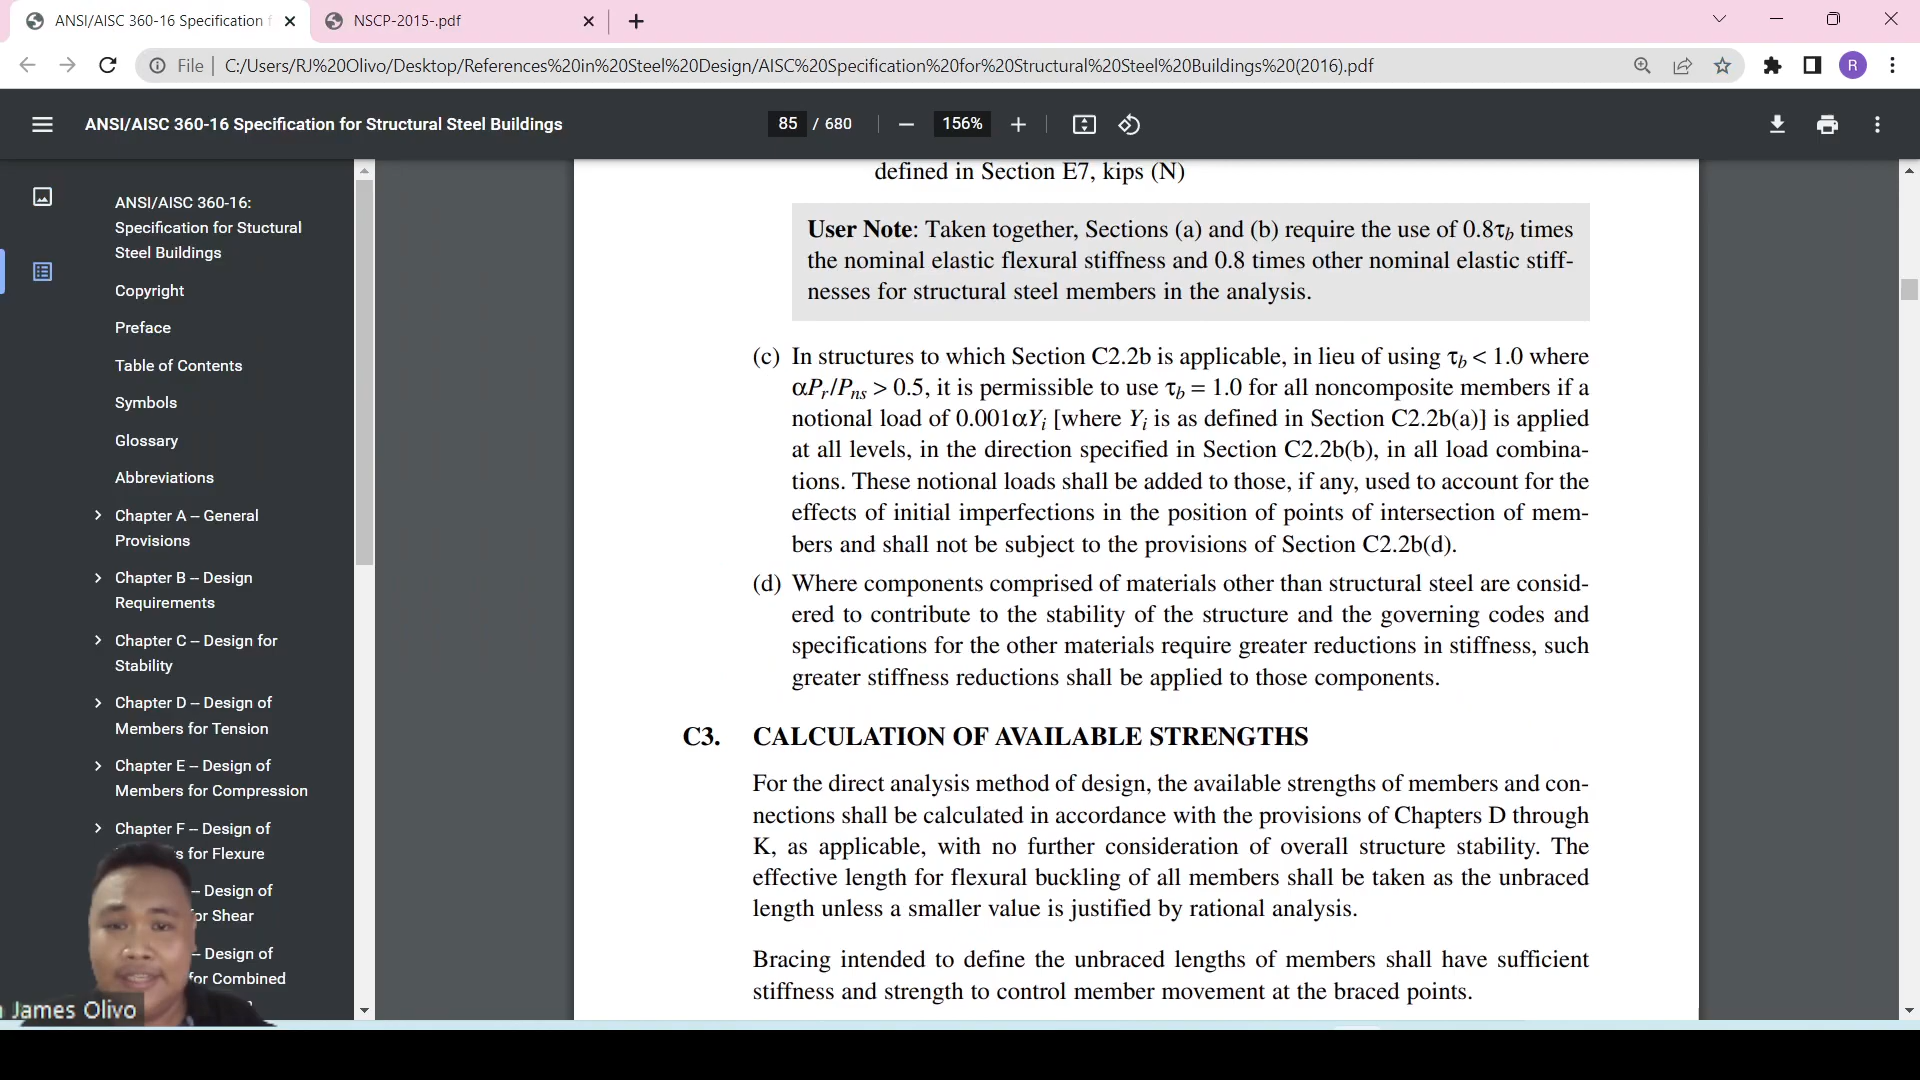 ANSI/AISC 360-16 Specification f
NSCP-2015-.pdf
File
C:/Users/RJ%20Olivo/Desktop/References%20in%20Steel%20Design/AISC%20Specification%20for%20Structural%20Steel%20Buildings%20(2016).pdf
R
ANSI/AISC 360-16 Specification for Structural Steel Buildings
85 / 680
156%
ANSI/AISC 360-16:
Specification for Stuctural
Steel Buildings
Copyright
Preface
Table of Contents
Symbols
Glossary
Abbreviations
Chapter A – General
Provisions
Chapter B – Design
Requirements
Chapter C – Design for
Stability
Chapter D – Design of
Members for Tension
Chapter E – Design of
Members for Compression
Chapter F – Design of
s for Flexure
– Design of
or Shear
– Design of
for Combined
James Olivo
defined in Section E7, kips (N)
User Note: Taken together, Sections (a) and (b) require the use of 0.8τb times
the nominal elastic flexural stiffness and 0.8 times other nominal elastic stiff-
nesses for structural steel members in the analysis.
(c) In structures to which Section C2.2b is applicable, in lieu of using τb < 1.0 where
αPr/Pns > 0.5, it is permissible to use τb = 1.0 for all noncomposite members if a
notional load of 0.001αYi [where Yi is as defined in Section C2.2b(a)] is applied
at all levels, in the direction specified in Section C2.2b(b), in all load combina-
tions. These notional loads shall be added to those, if any, used to account for the
effects of initial imperfections in the position of points of intersection of mem-
bers and shall not be subject to the provisions of Section C2.2b(d).
(d) Where components comprised of materials other than structural steel are consid-
ered to contribute to the stability of the structure and the governing codes and
specifications for the other materials require greater reductions in stiffness, such
greater stiffness reductions shall be applied to those components.
C3. CALCULATION OF AVAILABLE STRENGTHS
For the direct analysis method of design, the available strengths of members and con-
nections shall be calculated in accordance with the provisions of Chapters D through
K, as applicable, with no further consideration of overall structure stability. The
effective length for flexural buckling of all members shall be taken as the unbraced
length unless a smaller value is justified by rational analysis.
Bracing intended to define the unbraced lengths of members shall have sufficient
stiffness and strength to control member movement at the braced points.